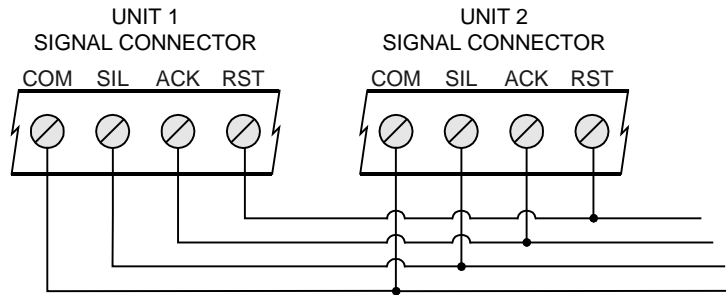 UNIT 1
SIGNAL CONNECTOR
COM SIL ACK RST
UNIT 2
SIGNAL CONNECTOR
COM SIL ACK RST